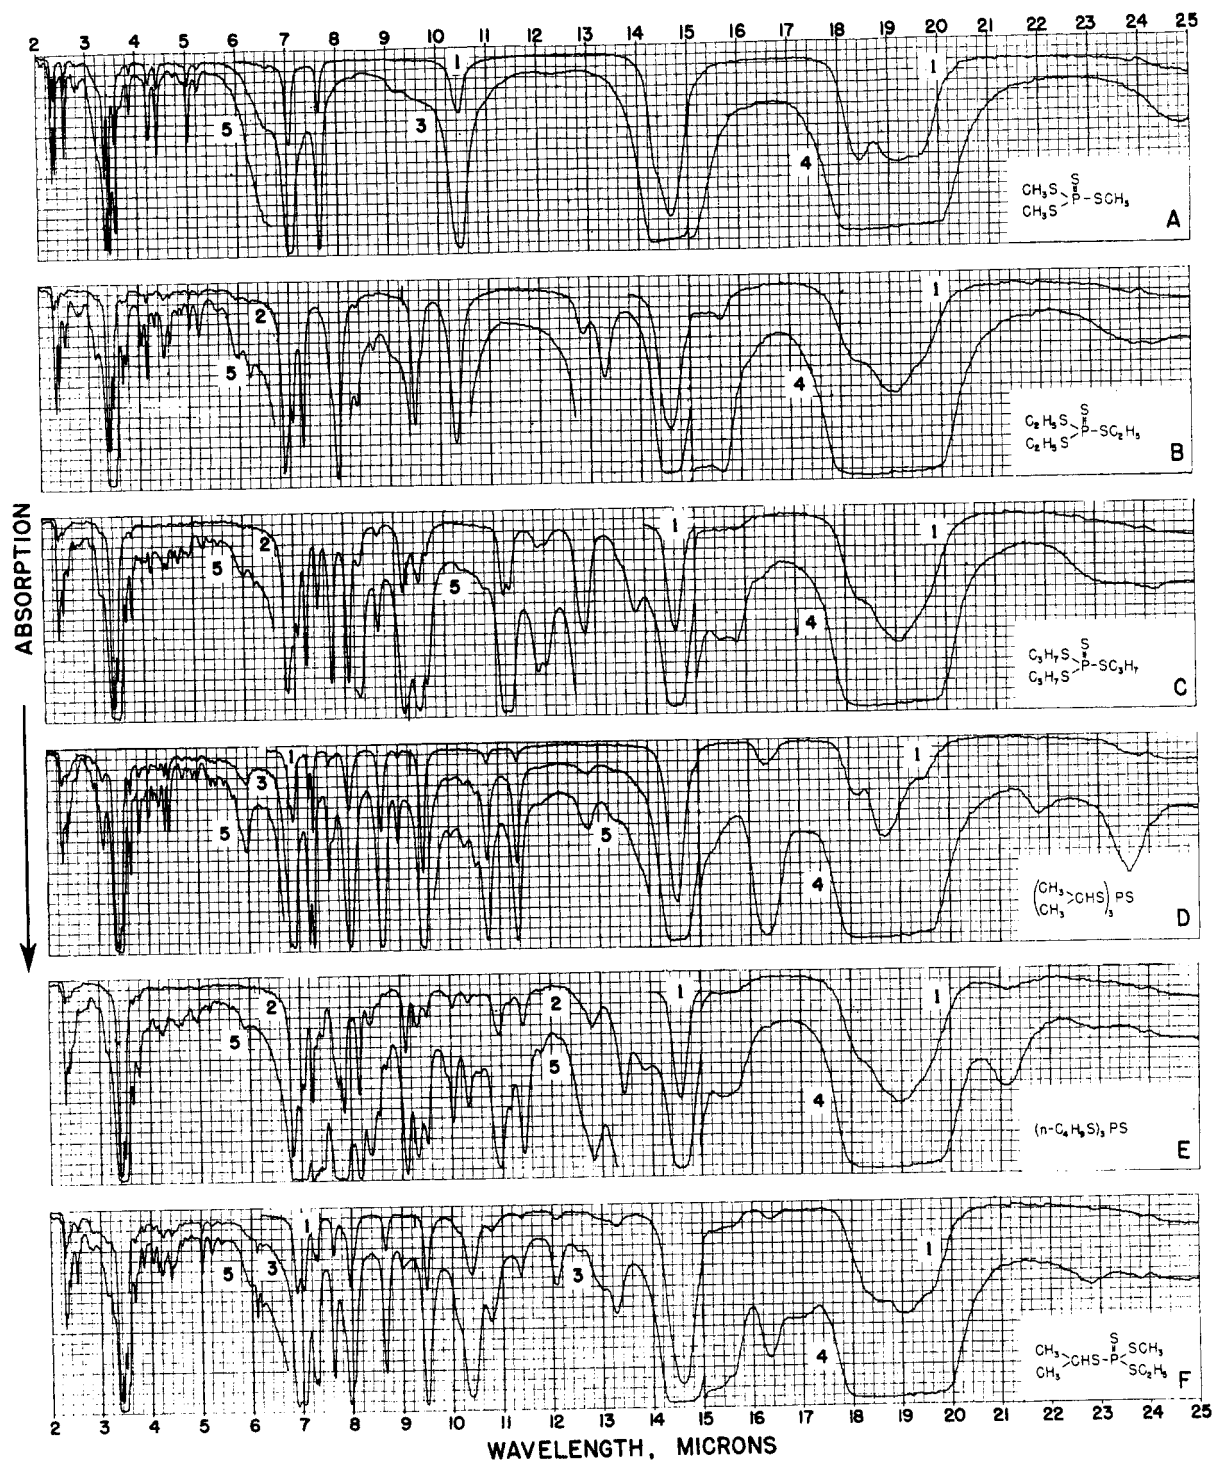 2 3 4 5 6 7 8 9 10 11 12 13 14 15 16 17 18 19 20 21 22 23 24 25
1 1
5 3 4
S
CH₃S
P-SCH₃
CH₃S
A
1
2
5 4
S
C₂H₅S
P-SC₂H₅
C₂H₅S
B
ABSORPTION
1 1
2
5 5
4
S
C₃H₇S
P-SC₃H₇
C₃H₇S
C
1 1
3
5 5
4
(CH₃ CH₃ >CHS)₃ PS
D
1 1
2 2
5 5
4
(n-C₄H₉S)₃ PS
E
1 1
5 3 3
4
S
CH₃ SCH₃
CHS-P
CH₃ SC₂H₅
F
2 3 4 5 6 7 8 9 10 11 12 13 14 15 16 17 18 19 20 21 22 23 24 25
WAVELENGTH, MICRONS